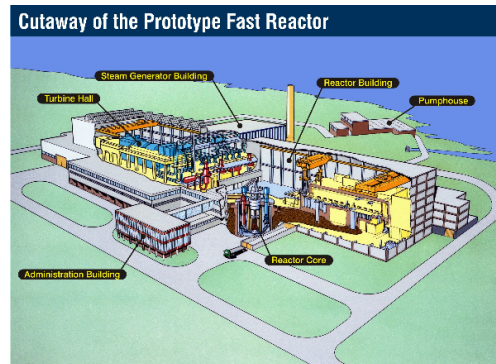 Cutaway of the Prototype Fast Reactor
Steam Generator Building
Reactor Building
Turbine Hall
Pumphouse
Reactor Core
Administration Building